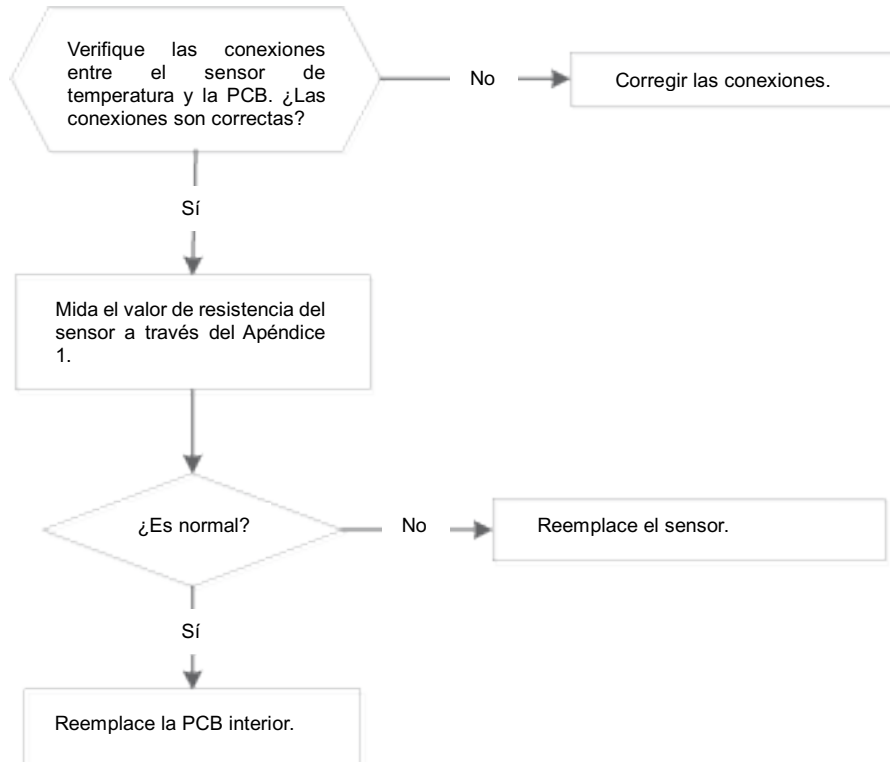 Verifique las conexiones
entre el sensor de
temperatura y la PCB. ¿Las
conexiones son correctas?
No
Corregir las conexiones.
Sí
Mida el valor de resistencia del
sensor a través del Apéndice
1.
¿Es normal?
No
Reemplace el sensor.
Sí
Reemplace la PCB interior.